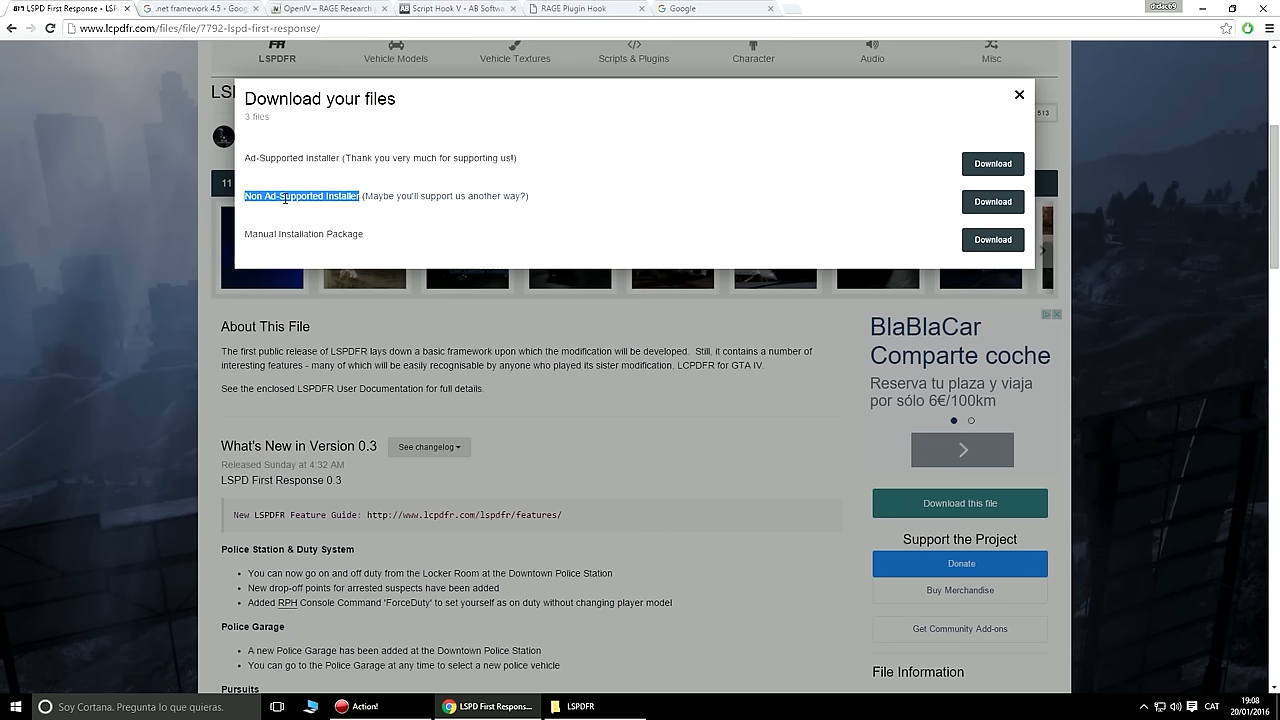 LSPD First Response - L
.net framework 4.5 - Goog
OpenIV – RAGE Research
Script Hook V - AB Softwa
RAGE Plugin Hook
Google
www.lcpdfr.com/files/file/7792-lspd-first-response/
FR
LSPDFR
Vehicle Models
Vehicle Textures
Scripts & Plugins
Character
Audio
Misc
LS
513
11
Download your files
3 files
Ad-Supported Installer (Thank you very much for supporting us!)
Download
Non Ad-Supported Installer (Maybe you'll support us another way?)
Download
Manual Installation Package
Download
About This File
The first public release of LSPDFR lays down a basic framework upon which the modification will be developed. Still, it contains a number of
interesting features - many of which will be easily recognisable by anyone who played its sister modification, LCPDFR for GTA IV.
See the enclosed LSPDFR User Documentation for full details.
What's New in Version 0.3
See changelog
Released Sunday at 4:32 AM
LSPD First Response 0.3
New LSPDFR Feature Guide: http://www.lcpdfr.com/lspdfr/features/
Police Station & Duty System
You can now go on and off duty from the Locker Room at the Downtown Police Station
New drop-off points for arrested suspects have been added
Added RPH Console Command 'ForceDuty' to set yourself as on duty without changing player model
Police Garage
A new Police Garage has been added at the Downtown Police Station
You can go to the Police Garage at any time to select a new police vehicle
Pursuits
BlaBlaCar
Comparte coche
Reserva tu plaza y viaja
por sólo 6€/100km
Download this file
Support the Project
Donate
Buy Merchandise
Get Community Add-ons
File Information
Soy Cortana. Pregunta lo que quieras.
Action!
LSPD First Respons...
LSPDFR
CAT
19:08
20/01/2016